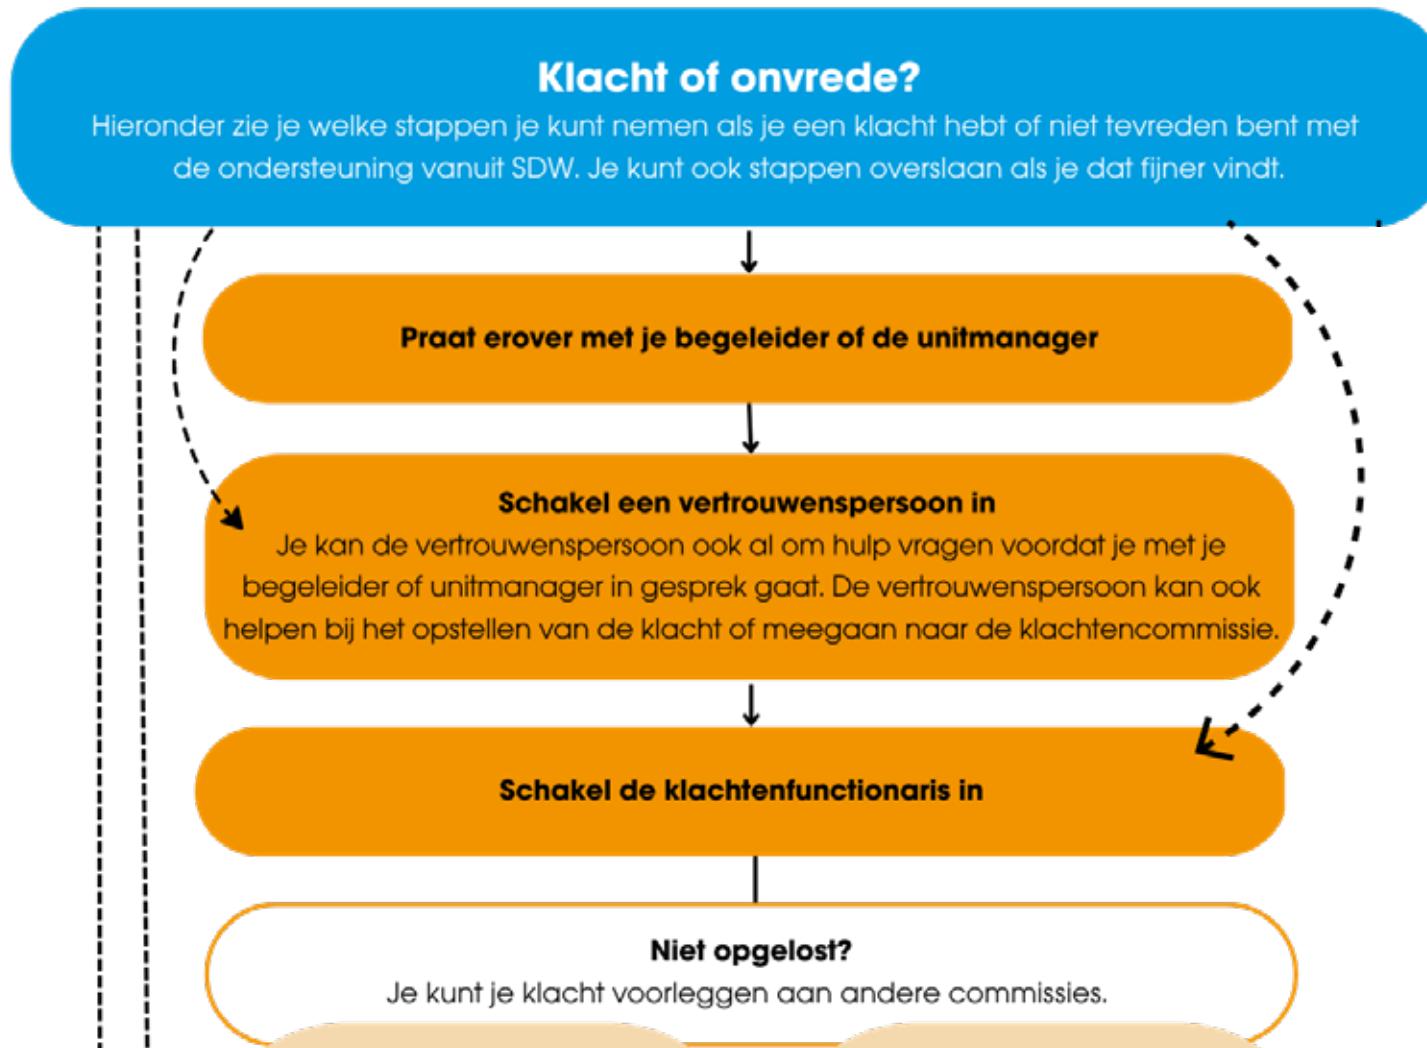 Klacht of onvrede?
Hieronder zie je welke stappen je kunt nemen als je een klacht hebt of niet tevreden bent met
de ondersteuning vanuit SDW. Je kunt ook stappen overslaan als je dat fijner vindt.
Praat erover met je begeleider of de unitmanager
Schakel een vertrouwenspersoon in
Je kan de vertrouwenspersoon ook al om hulp vragen voordat je met je
begeleider of unitmanager in gesprek gaat. De vertrouwenspersoon kan ook
helpen bij het opstellen van de klacht of meegaan naar de klachtencommissie.
Schakel de klachtenfunctionaris in
Niet opgelost?
Je kunt je klacht voorleggen aan andere commissies.